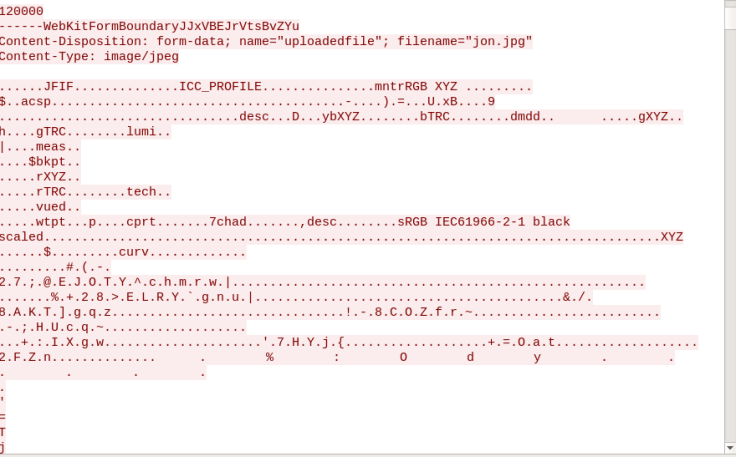 120000
------WebKitFormBoundaryJJxVBEJrVtsBvZYu
Content-Disposition: form-data; name="uploadedfile"; filename="jon.jpg"
Content-Type: image/jpeg
......JFIF.............ICC_PROFILE...............mntrRGB XYZ .........
$..acsp.......................................-....).=...U.xB....9
................................desc...D...ybXYZ........bTRC........dmdd..      .....gXYZ..
h....gTRC........lumi..
|....meas..
....$bkpt..
.....rXYZ..
.....rTRC........tech..
.....vued..
.....wtpt...p....cprt.......7chad.......,desc........sRGB IEC61966-2-1 black
scaled..................................................................................XYZ
......$.........curv.............
.........#.(.-.
2.7.;.@.E.J.O.T.Y.^.c.h.m.r.w.|.......................................................
.......%.+.2.8.>.E.L.R.Y.`.g.n.u.|.........................................&./.
8.A.K.T.].g.q.z...............................!.-.8.C.O.Z.f.r.~.........................
.-.;.H.U.c.q.~...................
...+.:.I.X.g.w.....................'.7.H.Y.j.{...................+.=.O.a.t...................
2.F.Z.n..............      .        %        :        O        d        y        .        .
.        .        .        .
.
'
=
T
j